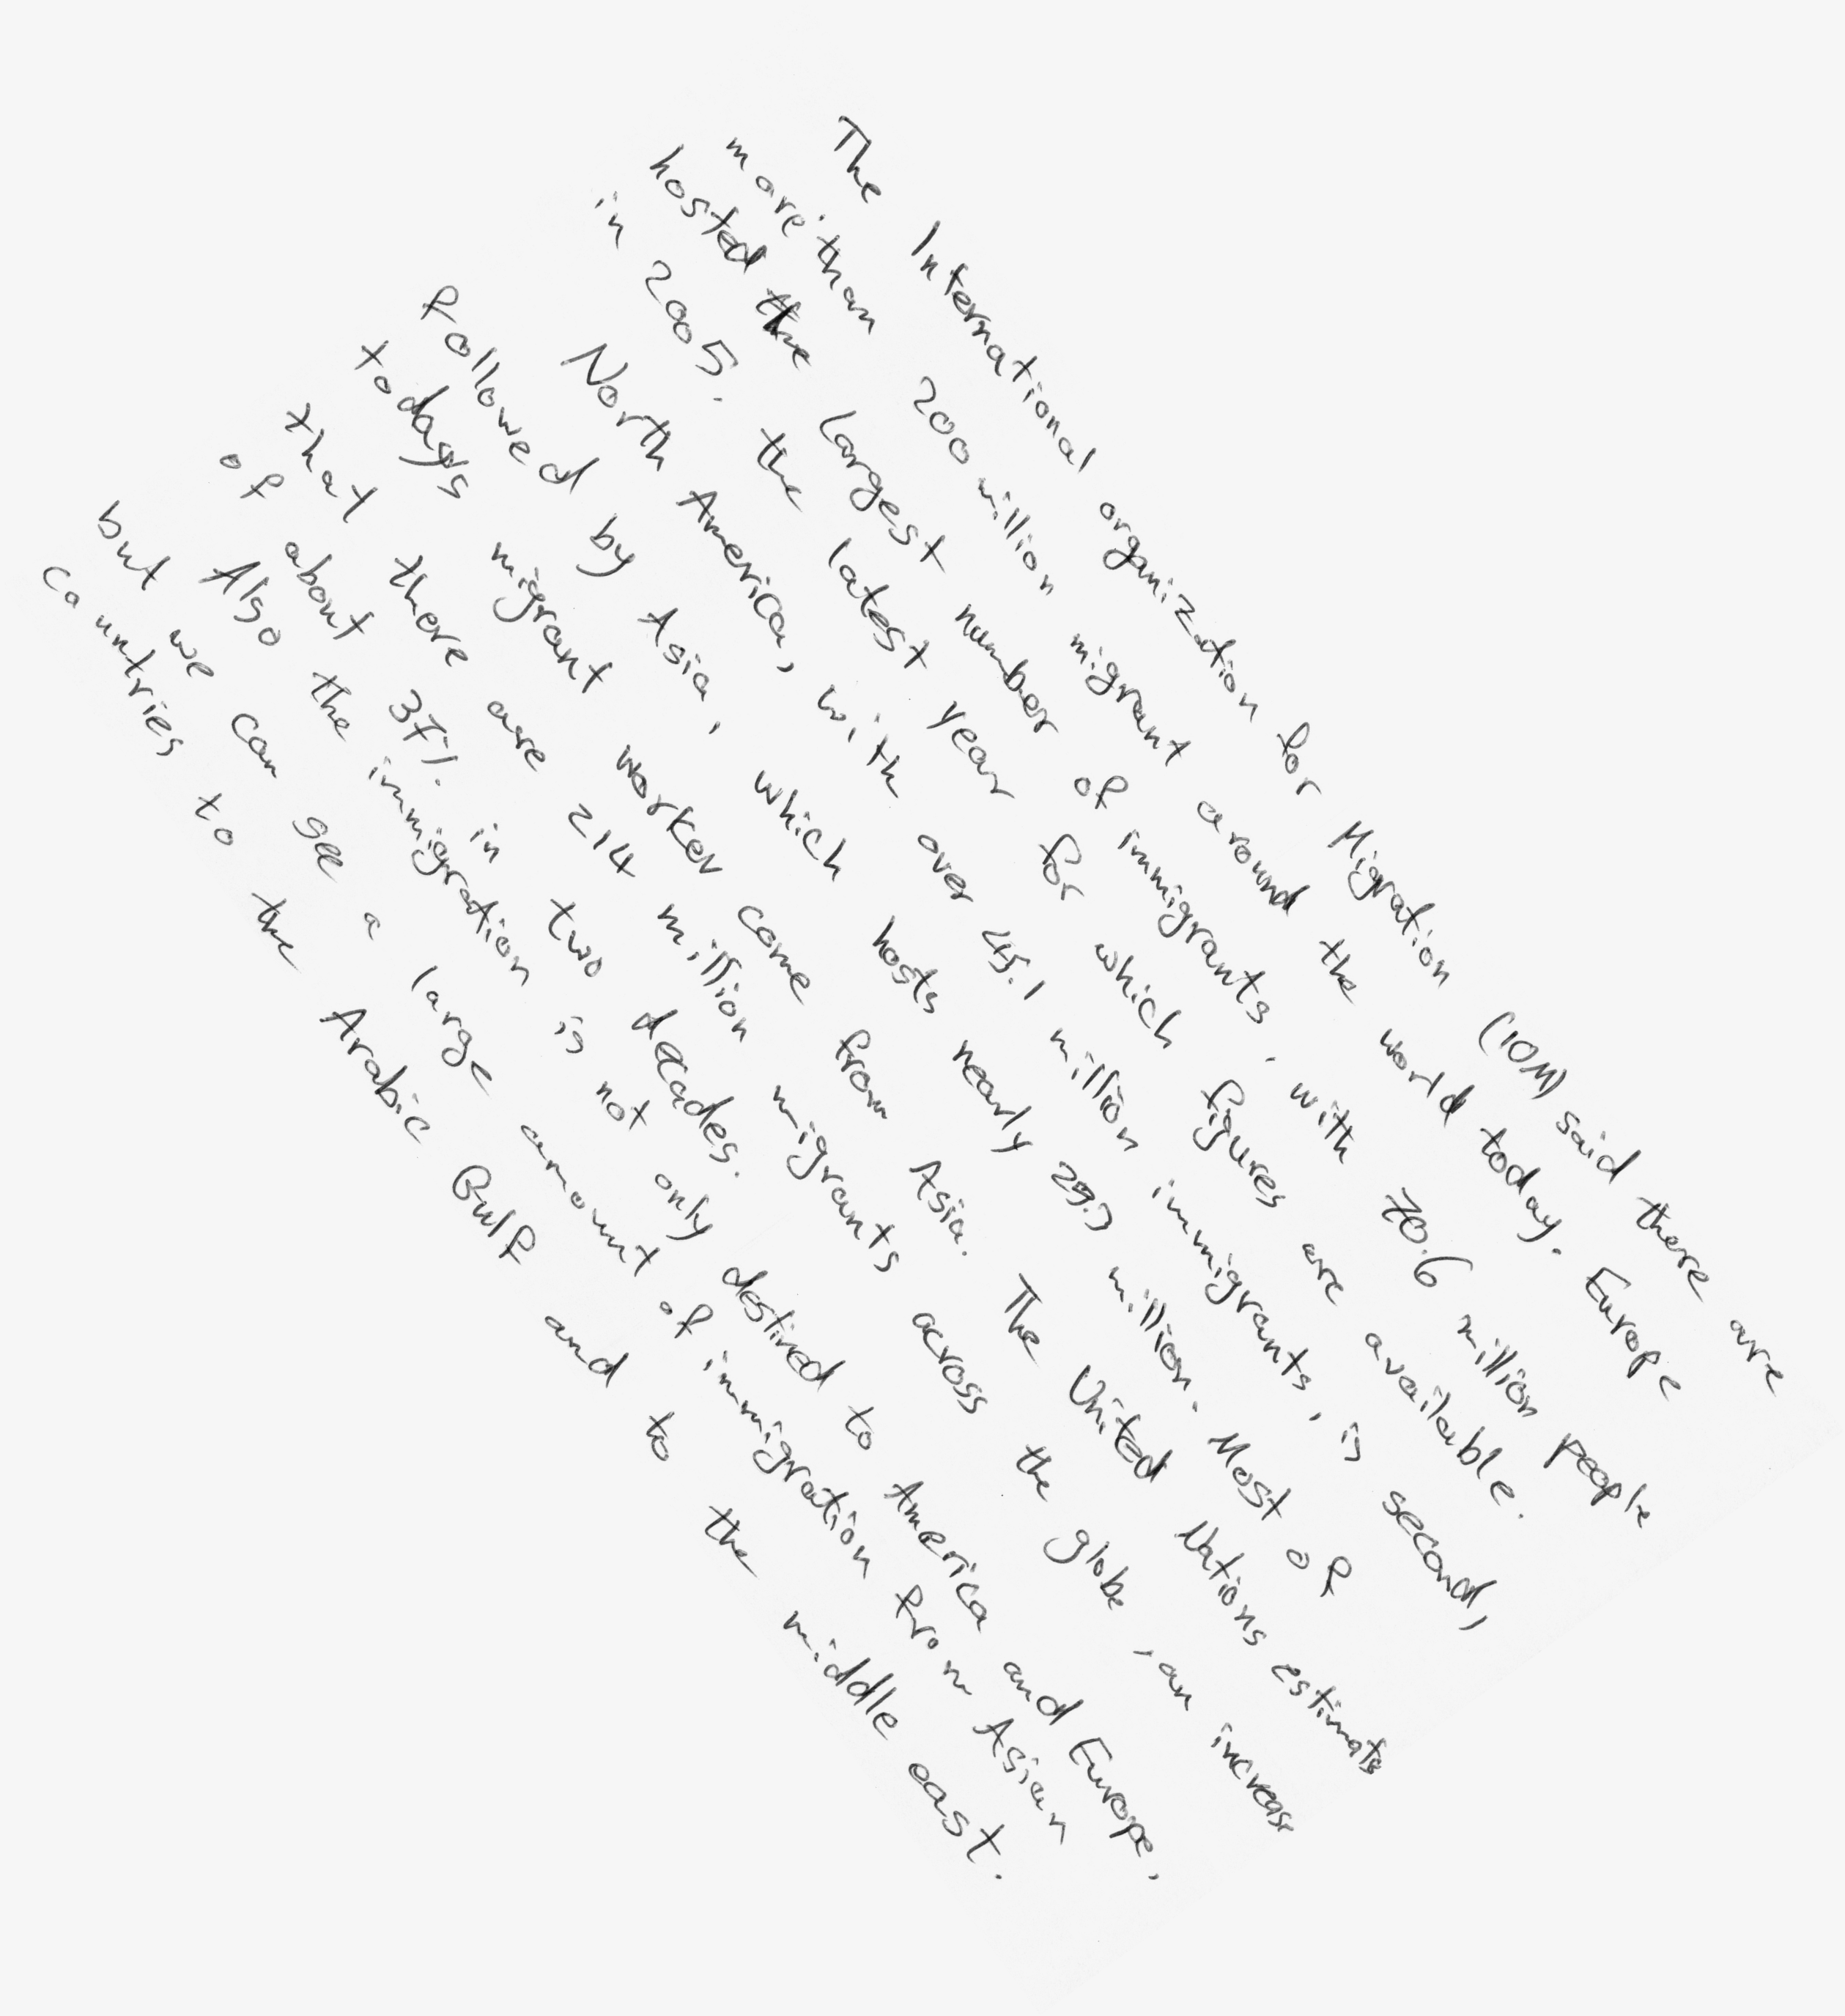 The International organization for Migration (IOM) said there are
more than 200 million migrant around the world today. Europe
hosted the largest number of immigrants, with 70.6 million people
in 2005, the latest year for which figures are available.
North America, with over 45.1 million immigrants, is second,
followed by Asia, which hosts nearly 25.3 million. Most of
todays migrant worker come from Asia. The United Nations estimats
that there are 214 million migrants across the globe, an increase
of about 37% in two decades.
Also the immigration is not only destined to America and Europe,
but we can see a large amount of immigration from Asian
countries to the Arabic Gulf and to the middle east.